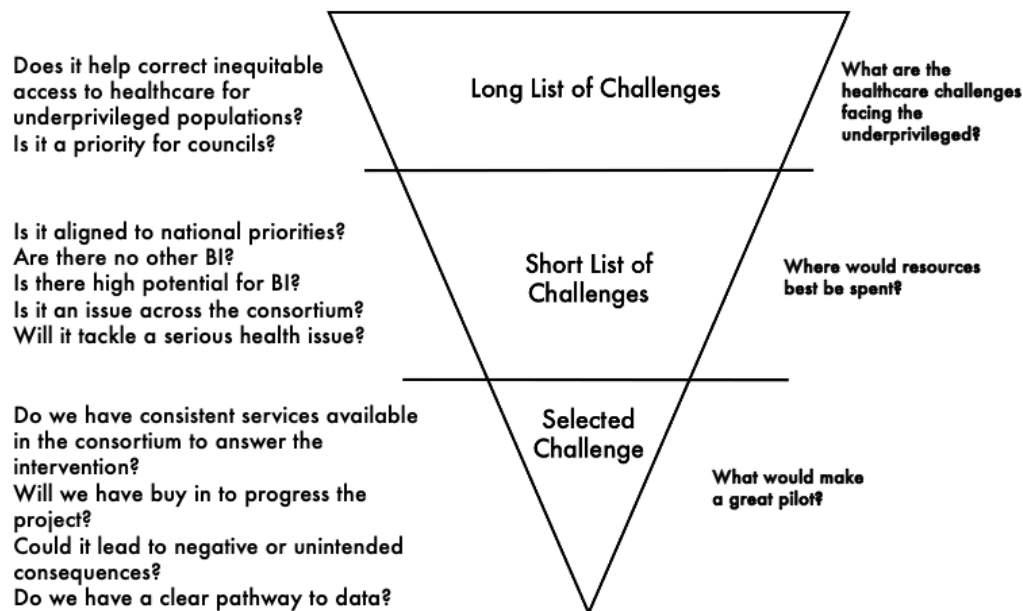 Does it help correct inequitable
access to healthcare for
underprivileged populations?
Is it a priority for councils?
Long List of Challenges
What are the
healthcare challenges
facing the
underprivileged?
Is it aligned to national priorities?
Are there no other BI?
Is there high potential for BI?
Is it an issue across the consortium?
Will it tackle a serious health issue?
Short List of
Challenges
Where would resources
best be spent?
Do we have consistent services available
in the consortium to answer the
intervention?
Will we have buy in to progress the
project?
Could it lead to negative or unintended
consequences?
Do we have a clear pathway to data?
Selected
Challenge
What would make
a great pilot?